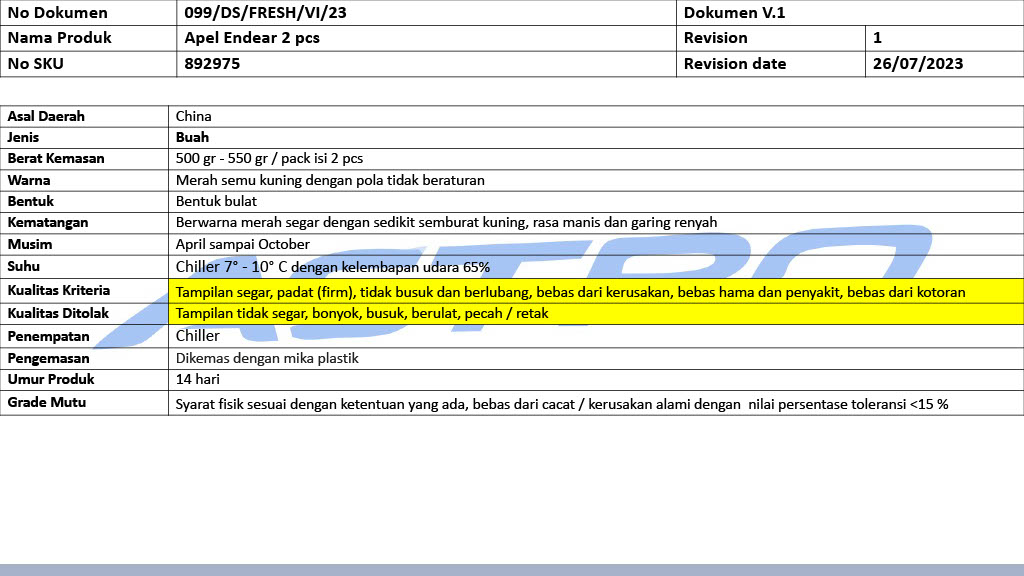 No Dokumen 099/DS/FRESH/VI/23 Dokumen V.1
Nama Produk Apel Endear 2 pcs Revision 1
No SKU 892975 Revision date 26/07/2023
Asal Daerah China
Jenis Buah
Berat Kemasan 500 gr - 550 gr / pack isi 2 pcs
Warna Merah semu kuning dengan pola tidak beraturan
Bentuk Bentuk bulat
Kematangan Berwarna merah segar dengan sedikit semburat kuning, rasa manis dan garing renyah
Musim April sampai October
Suhu Chiller 7° - 10° C dengan kelembapan udara 65%
Kualitas Kriteria Tampilan segar, padat (firm), tidak busuk dan berlubang, bebas dari kerusakan, bebas hama dan penyakit, bebas dari kotoran
Kualitas Ditolak Tampilan tidak segar, bonyok, busuk, berulat, pecah / retak
Penempatan Chiller
Pengemasan Dikemas dengan mika plastik
Umur Produk 14 hari
Grade Mutu Syarat fisik sesuai dengan ketentuan yang ada, bebas dari cacat / kerusakan alami dengan  nilai persentase toleransi <15 %
ASTRO